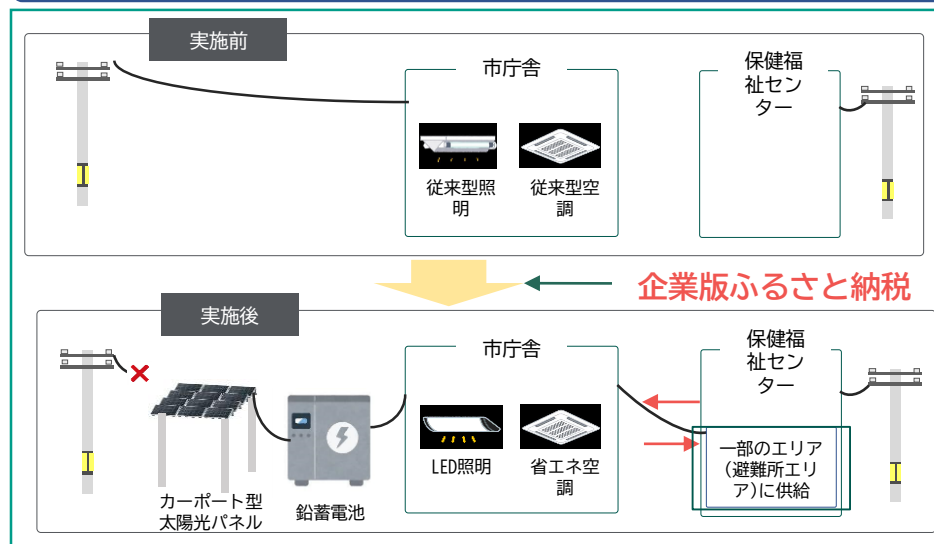 実施前
市庁舎
従来型照
明
従来型空
調
保健福
祉セン
ター
企業版ふるさと納税
実施後
カーポート型
太陽光パネル
鉛蓄電池
市庁舎
LED照明
省エネ空
調
保健福
祉セン
ター
一部のエリア
(避難所エリ
ア)に供給